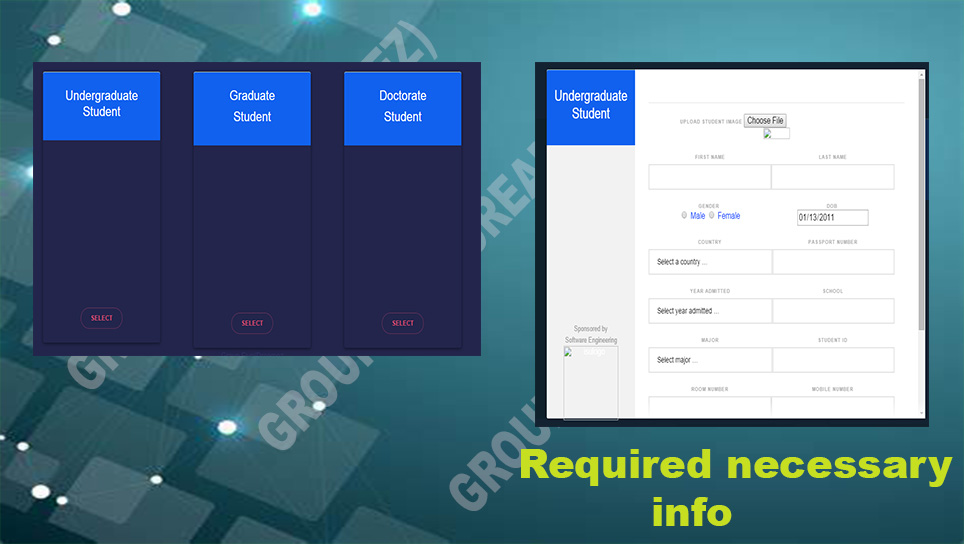 Undergraduate
Student
SELECT
Graduate
Student
SELECT
Doctorate
Student
SELECT
Undergraduate
Student
Sponsored by
Software Engineering
UPLOAD STUDENT IMAGE Choose File
FIRST NAME LAST NAME
GENDER DOB
Male Female 01/13/2011
COUNTRY PASSPORT NUMBER
Select a country ...
YEAR ADMITTED SCHOOL
Select year admitted ...
MAJOR STUDENT ID
Select major ...
ROOM NUMBER MOBILE NUMBER
Required necessary
info